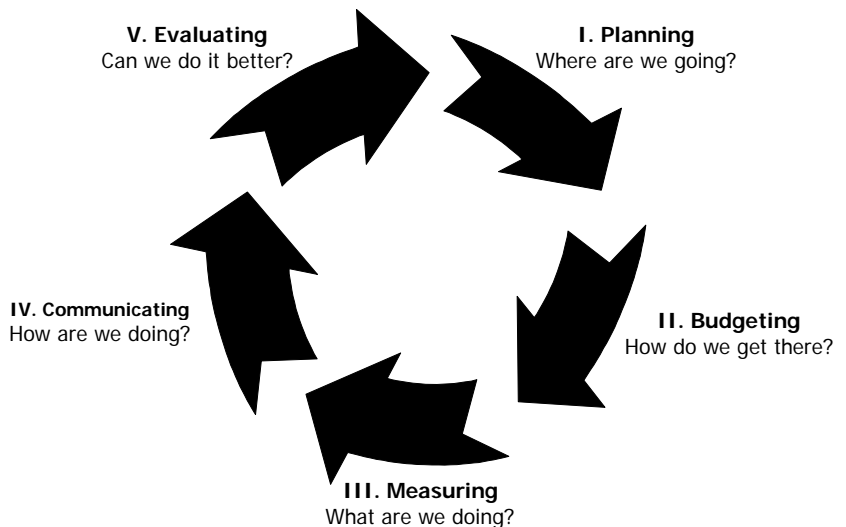 I. Planning
Where are we going?
II. Budgeting
How do we get there?
III. Measuring
What are we doing?
IV. Communicating
How are we doing?
V. Evaluating
Can we do it better?